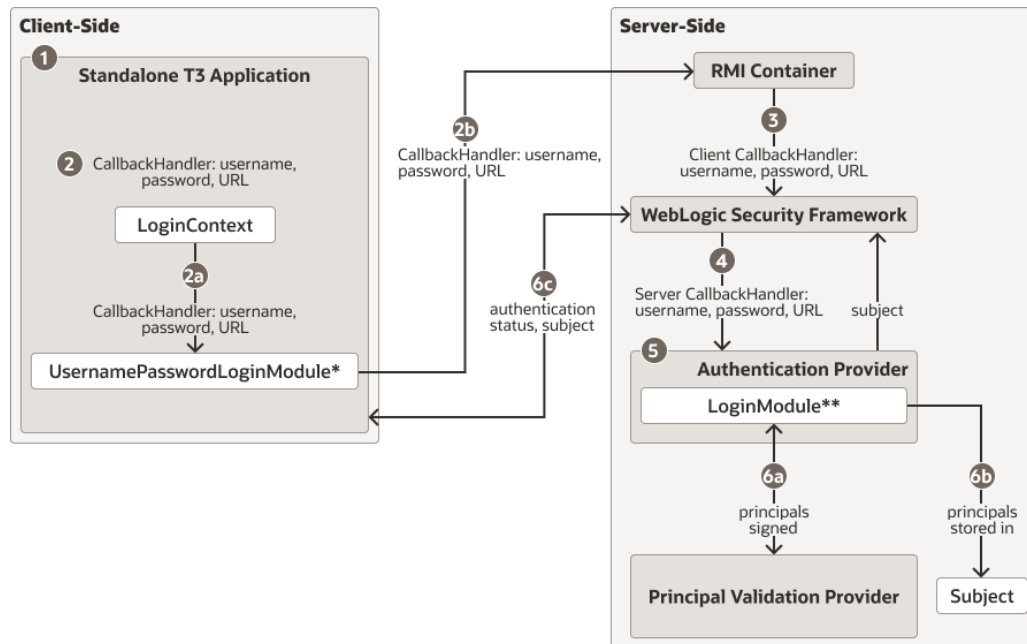 Client-Side
1
Standalone T3 Application
2
CallbackHandler: username,
password, URL
LoginContext
2a
CallbackHandler: username,
password, URL
UsernamePasswordLoginModule*
2b
CallbackHandler: username,
password, URL
6c
authentication
status, subject
Server-Side
RMI Container
3
Client CallbackHandler:
username, password, URL
WebLogic Security Framework
4
Server CallbackHandler:
username, password, URL
subject
5
Authentication Provider
LoginModule**
6a
principals
signed
6b
principals
stored in
Principal Validation Provider
Subject